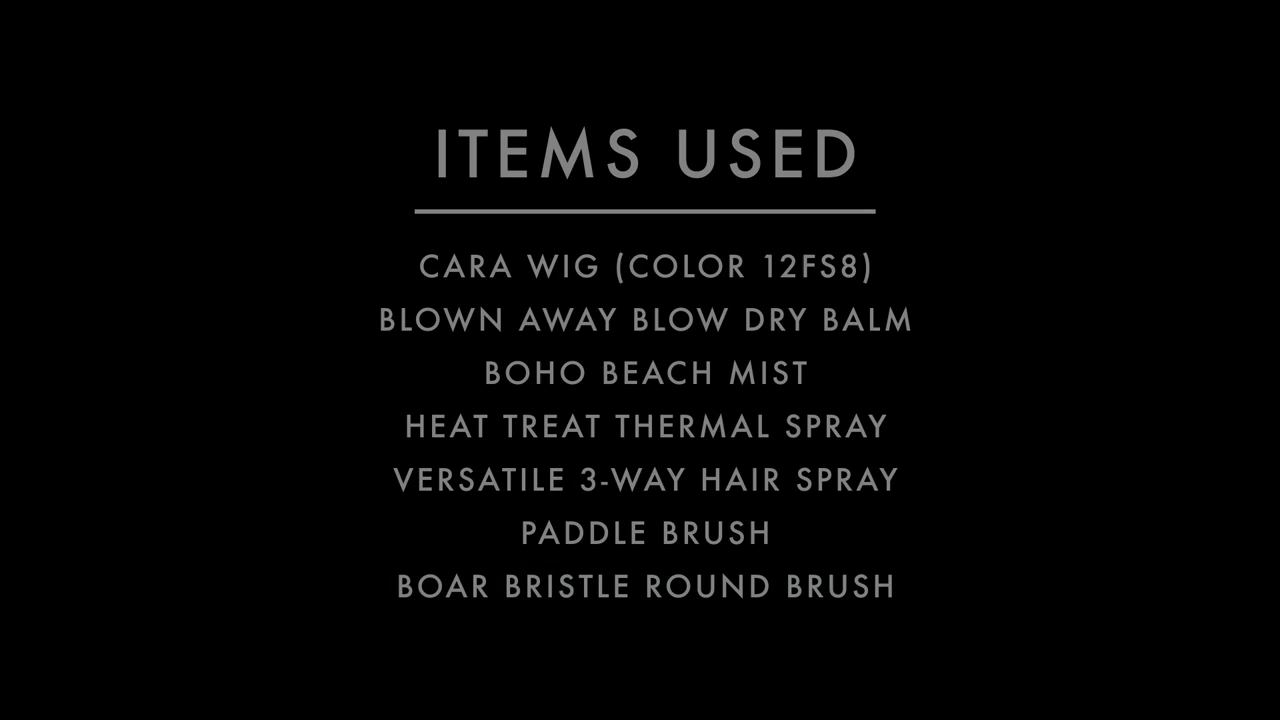 ITEMS USED
CARA WIG (COLOR 12FS8)
BLOWN AWAY BLOW DRY BALM
BOHO BEACH MIST
HEAT TREAT THERMAL SPRAY
VERSATILE 3-WAY HAIR SPRAY
PADDLE BRUSH
BOAR BRISTLE ROUND BRUSH